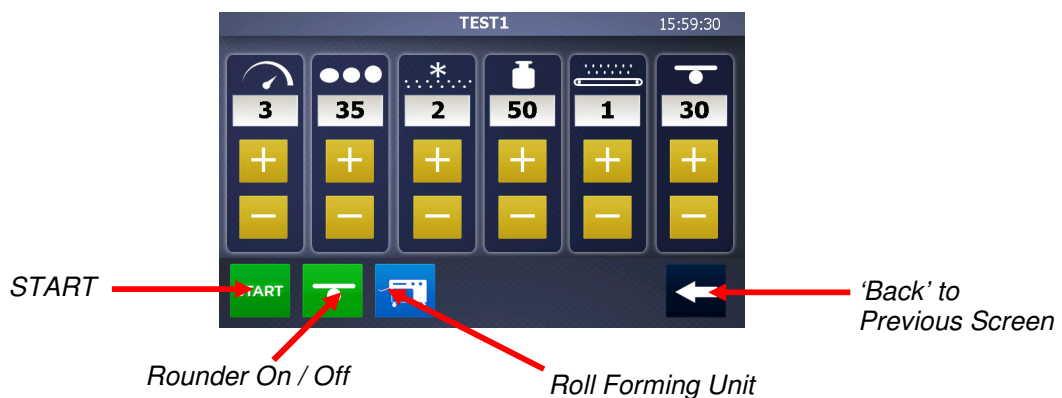 TEST1 15:59:30
3 35 2 50 1 30
+ + + + + +
− − − − − −
START
START
'Back' to
Previous Screen
Rounder On / Off
Roll Forming Unit